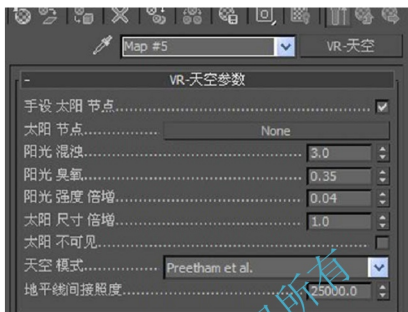 Map #5 VR-天空
- VR-天空参数
手设 太阳 节点
太阳 节点 None
阳光 混浊 3.0
阳光 臭氧 0.35
阳光 强度 倍增 0.04
太阳 尺寸 倍增 1.0
太阳 不可见
天空 模式 Preetham et al.
地平线间接照度 25000.0
所有